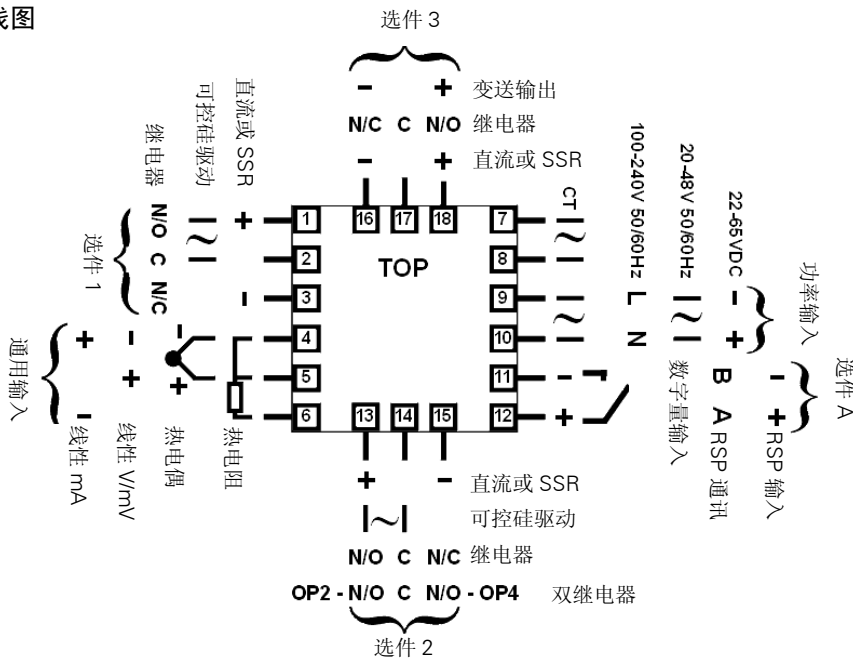 线图
选件 3
- + 变送输出
N/C C N/O 继电器
- + 直流或 SSR
直流或 SSR
可控硅驱动
继电器
N/O
C
N/C
选件 1
+
-
1
2
3
4
5
6
16
17
18
TOP
7
8
9
10
11
12
13
14
15
CT
~
~
~
100-240V 50/60Hz
L
N
20-48V 50/60Hz
~
22-65VDC
-
+
功率输入
- +
数字量输入
B
A
RSP 通讯
-
+
RSP 输入
选件 A
通用输入
+
-
线性 mA
-
+
线性 V/mV
-
+
热电偶
热电阻
+ - 直流或 SSR
~ 可控硅驱动
N/O C N/C 继电器
OP2 - N/O C N/O - OP4 双继电器
选件 2